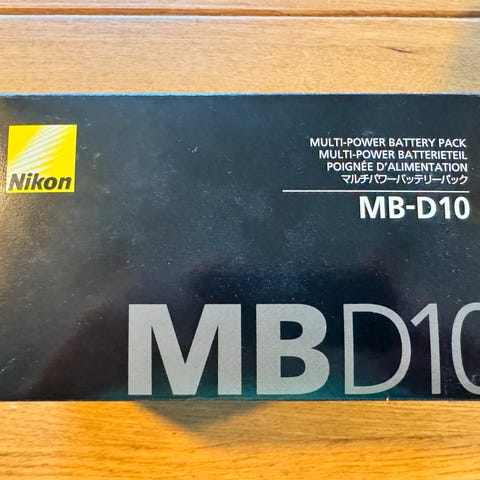 Nikon
MULTI-POWER BATTERY PACK
MULTI-POWER BATTERIETEIL
POIGNÉE D'ALIMENTATION
マルチパワーバッテリーパック
MB-D10
MBD10